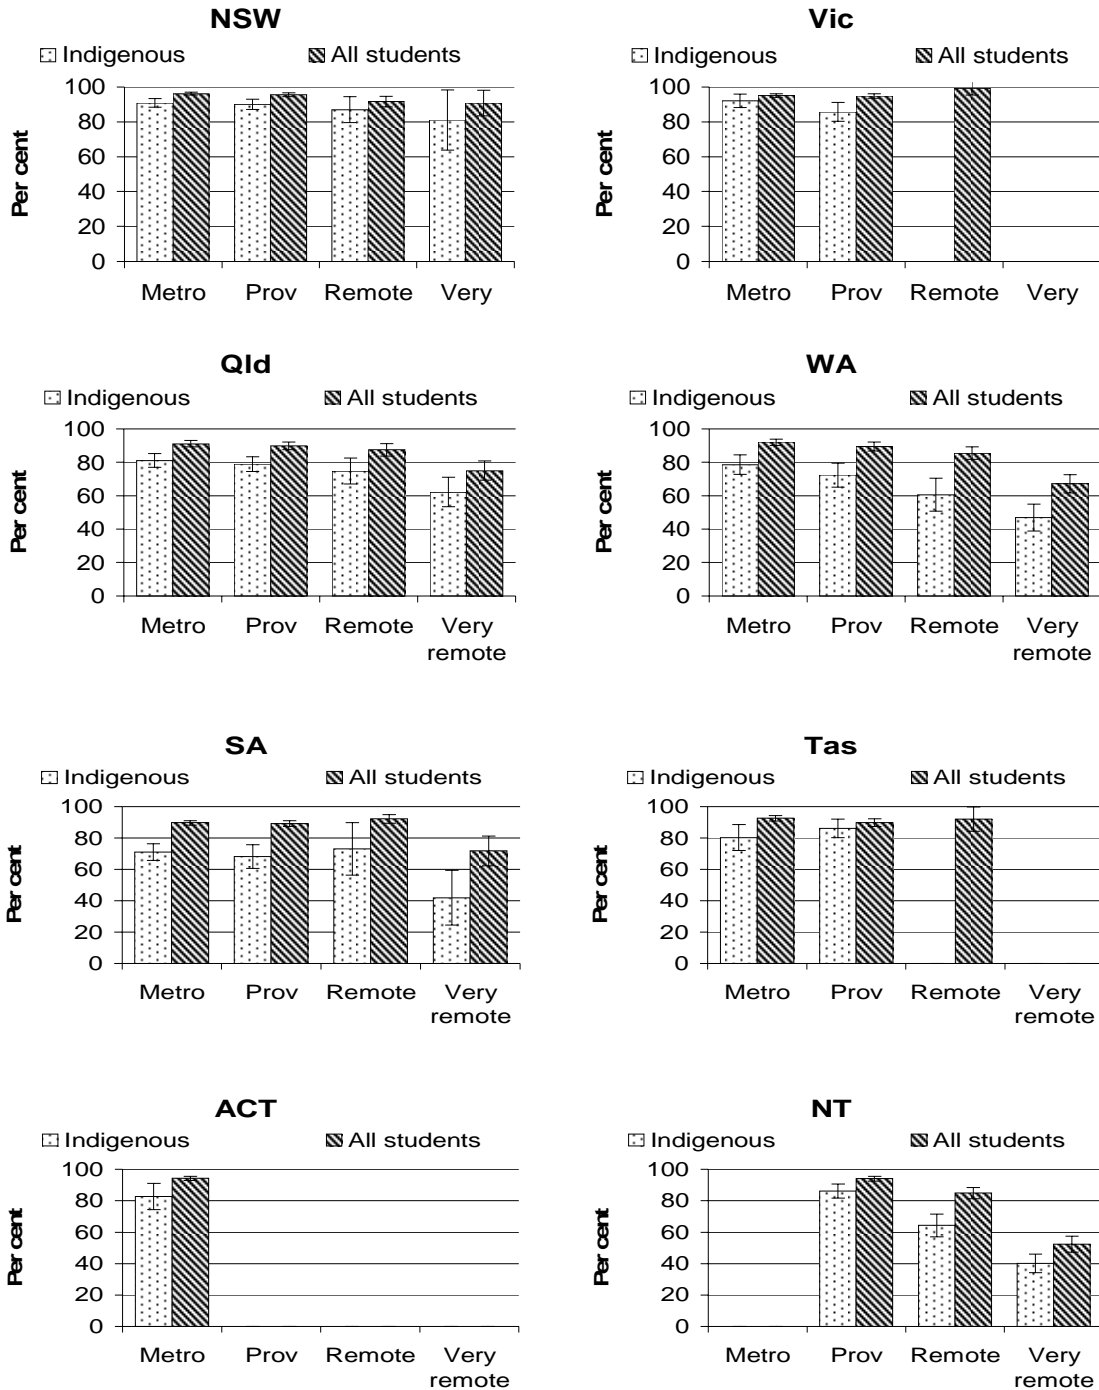 NSW
Indigenous All students
Per cent
100
80
60
40
20
0
Metro Prov Remote Very
Vic
Indigenous All students
Per cent
100
80
60
40
20
0
Metro Prov Remote Very
Qld
Indigenous All students
Per cent
100
80
60
40
20
0
Metro Prov Remote Very
remote
WA
Indigenous All students
Per cent
100
80
60
40
20
0
Metro Prov Remote Very
remote
SA
Indigenous All students
Per cent
100
80
60
40
20
0
Metro Prov Remote Very
remote
Tas
Indigenous All students
Per cent
100
80
60
40
20
0
Metro Prov Remote Very
remote
ACT
Indigenous All students
Per cent
100
80
60
40
20
0
Metro Prov Remote Very
NT
Indigenous All students
Per cent
100
80
60
40
20
0
Metro Prov Remote Very